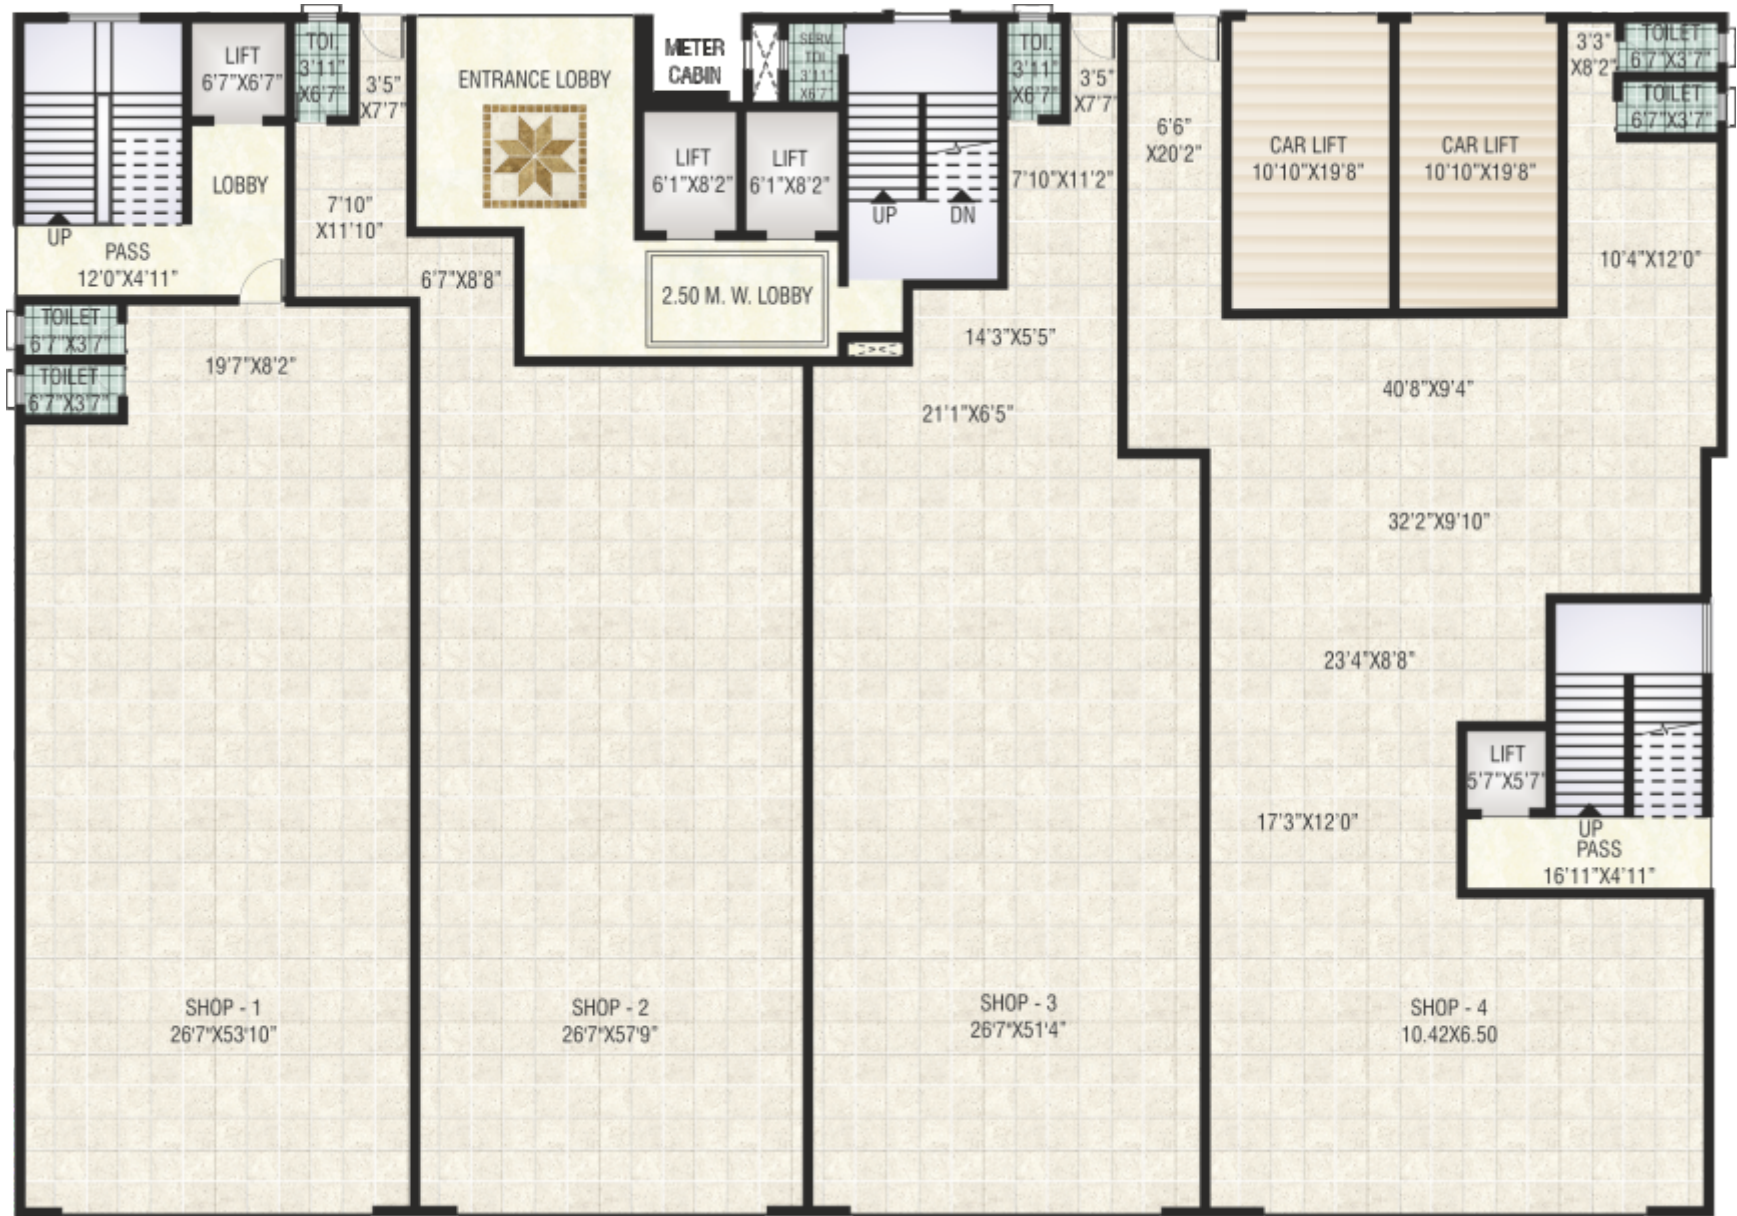 LIFT
6'7"X6'7"
TOI.
3'11"
X6'7"
3'5"
X7'7"
ENTRANCE LOBBY
METER
CABIN
SERV.
TOI.
3'11"
X6'7"
TOI.
3'11"
X6'7"
3'5"
X7'7"
6'6"
X20'2"
CAR LIFT
10'10"X19'8"
CAR LIFT
10'10"X19'8"
3'3"
X8'2"
TOILET
6'7"X3'7"
TOILET
6'7"X3'7"
LOBBY
UP
PASS
12'0"X4'11"
7'10"
X11'10"
6'7"X8'8"
LIFT
6'1"X8'2"
LIFT
6'1"X8'2"
UP
DN
7'10"X11'2"
10'4"X12'0"
2.50 M. W. LOBBY
TOILET
6'7"X3'7"
TOILET
6'7"X3'7"
19'7"X8'2"
14'3"X5'5"
21'1"X6'5"
40'8"X9'4"
32'2"X9'10"
23'4"X8'8"
LIFT
5'7"X5'7"
17'3"X12'0"
UP
PASS
16'11"X4'11"
SHOP - 1
26'7"X53'10"
SHOP - 2
26'7"X57'9"
SHOP - 3
26'7"X51'4"
SHOP - 4
10.42X6.50